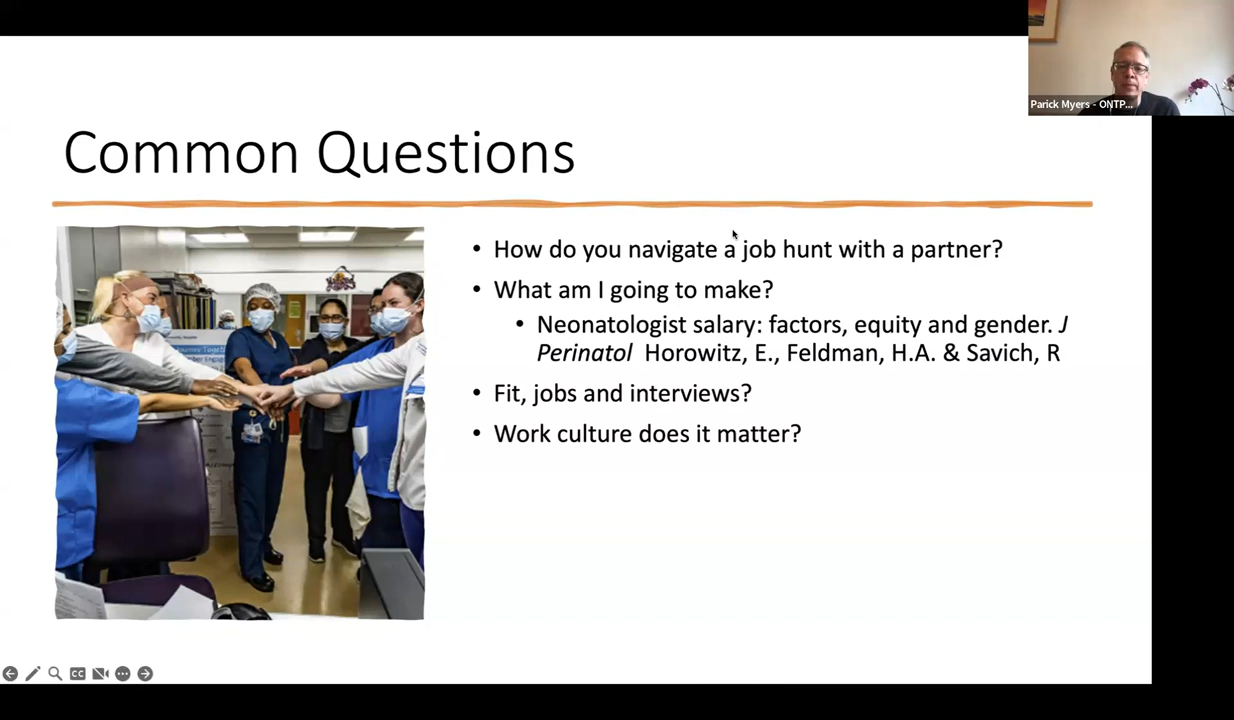 Parick Myers - ONTP...
Common Questions
• How do you navigate a job hunt with a partner?
• What am I going to make?
• Neonatologist salary: factors, equity and gender. J
Perinatol Horowitz, E., Feldman, H.A. & Savich, R
• Fit, jobs and interviews?
• Work culture does it matter?
CC